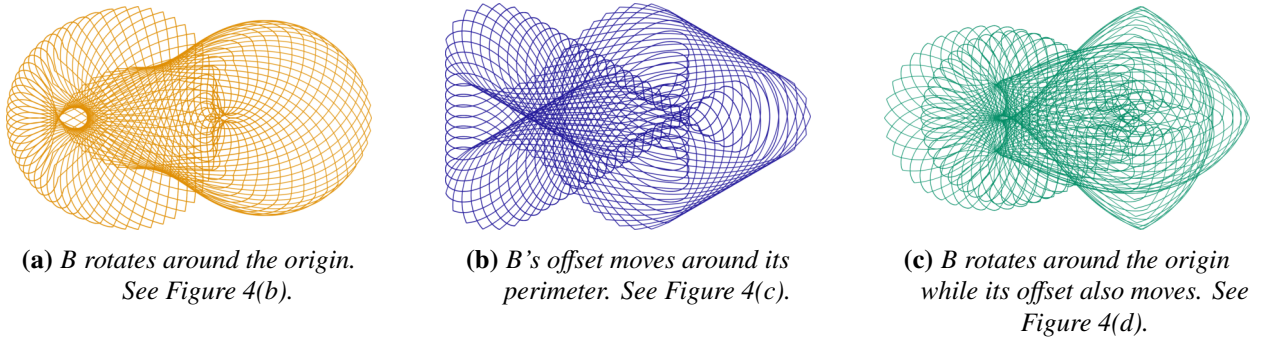 (a) B rotates around the origin.
See Figure 4(b).
(b) B's offset moves around its
perimeter. See Figure 4(c).
(c) B rotates around the origin
while its offset also moves. See
Figure 4(d).